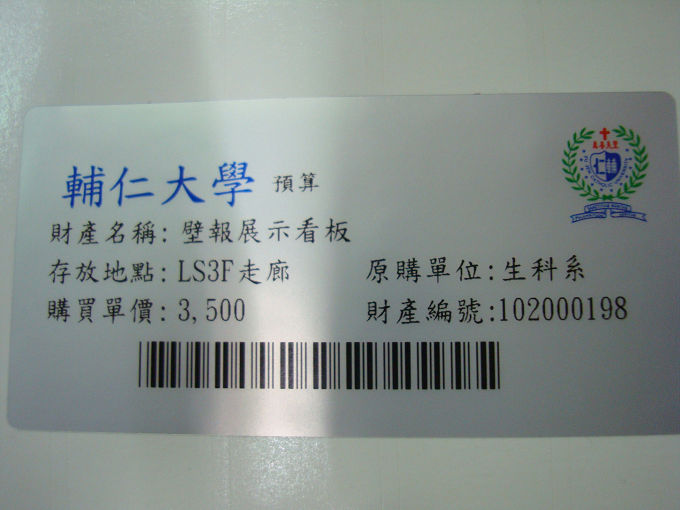 輔仁大學 預算
財產名稱: 壁報展示看板
存放地點: LS3F走廊 原購單位: 生科系
購買單價: 3,500 財產編號:102000198